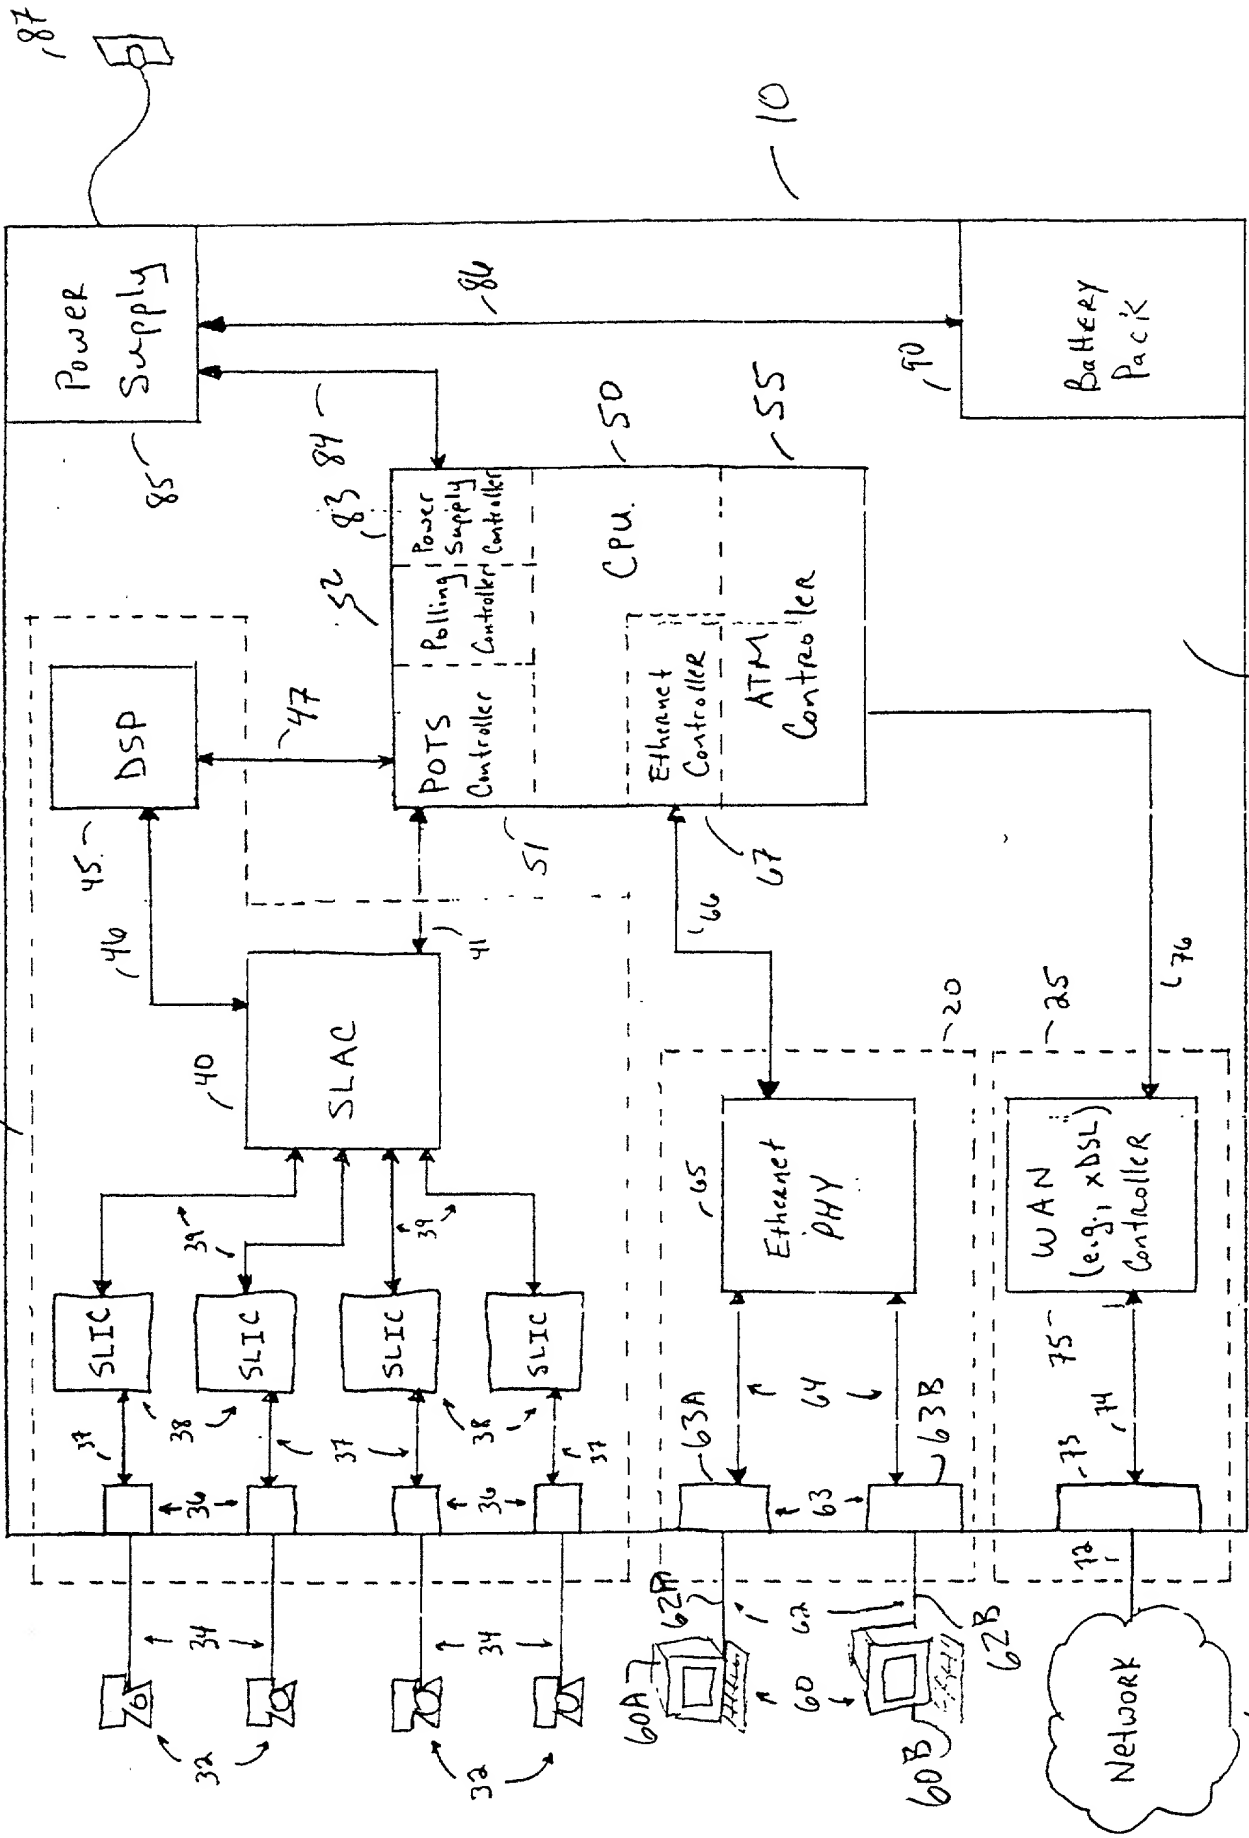 87
10
Power
Supply
85
86
84
83
52
50
55
90
Battery
Pack
Power
Supply
Controller
Polling
Controller
POTS
Controller
CPU
Ethernet
Controller
ATM
Controller
51
67
DSP
45
47
46
41
66
76
SLAC
40
39
39
SLIC
SLIC
SLIC
SLIC
38
38
37
37
37
36
36
34
34
32
32
20
25
65
Ethernet
PHY
64
63A
63B
63
62A
62
62B
60A
60
60B
WAN
(e.g., xDSL)
Controller
75
74
73
72
Network